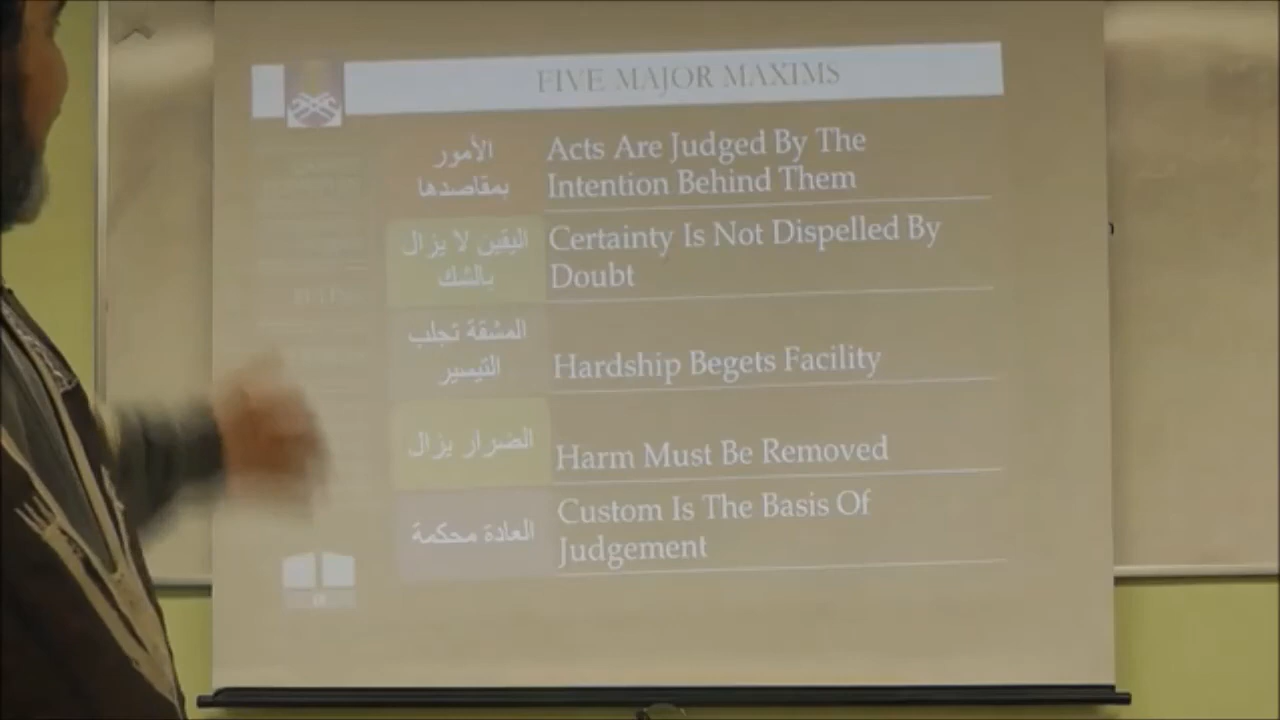 FIVE MAJOR MAXIMS
الأمور
بمقاصدها
Acts Are Judged By The
Intention Behind Them
اليقين لا يزال
بالشك
Certainty Is Not Dispelled By
Doubt
المشقة تجلب
التيسير
Hardship Begets Facility
الضرار يزال
Harm Must Be Removed
العادة محكمة
Custom Is The Basis Of
Judgement